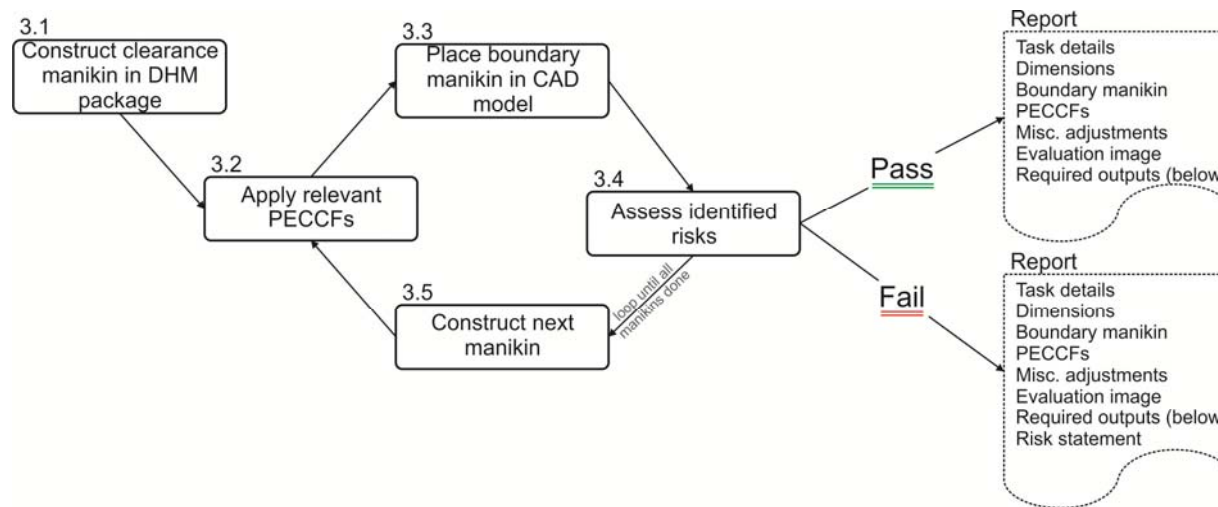 3.1
Construct clearance
manikin in DHM
package
3.2
Apply relevant
PECCFs
3.3
Place boundary
manikin in CAD
model
3.4
Assess identified
risks
loop until all
manikins done
3.5
Construct next
manikin
Pass
Report
Task details
Dimensions
Boundary manikin
PECCFs
Misc. adjustments
Evaluation image
Required outputs (below
Fail
Report
Task details
Dimensions
Boundary manikin
PECCFs
Misc. adjustments
Evaluation image
Required outputs (below
Risk statement